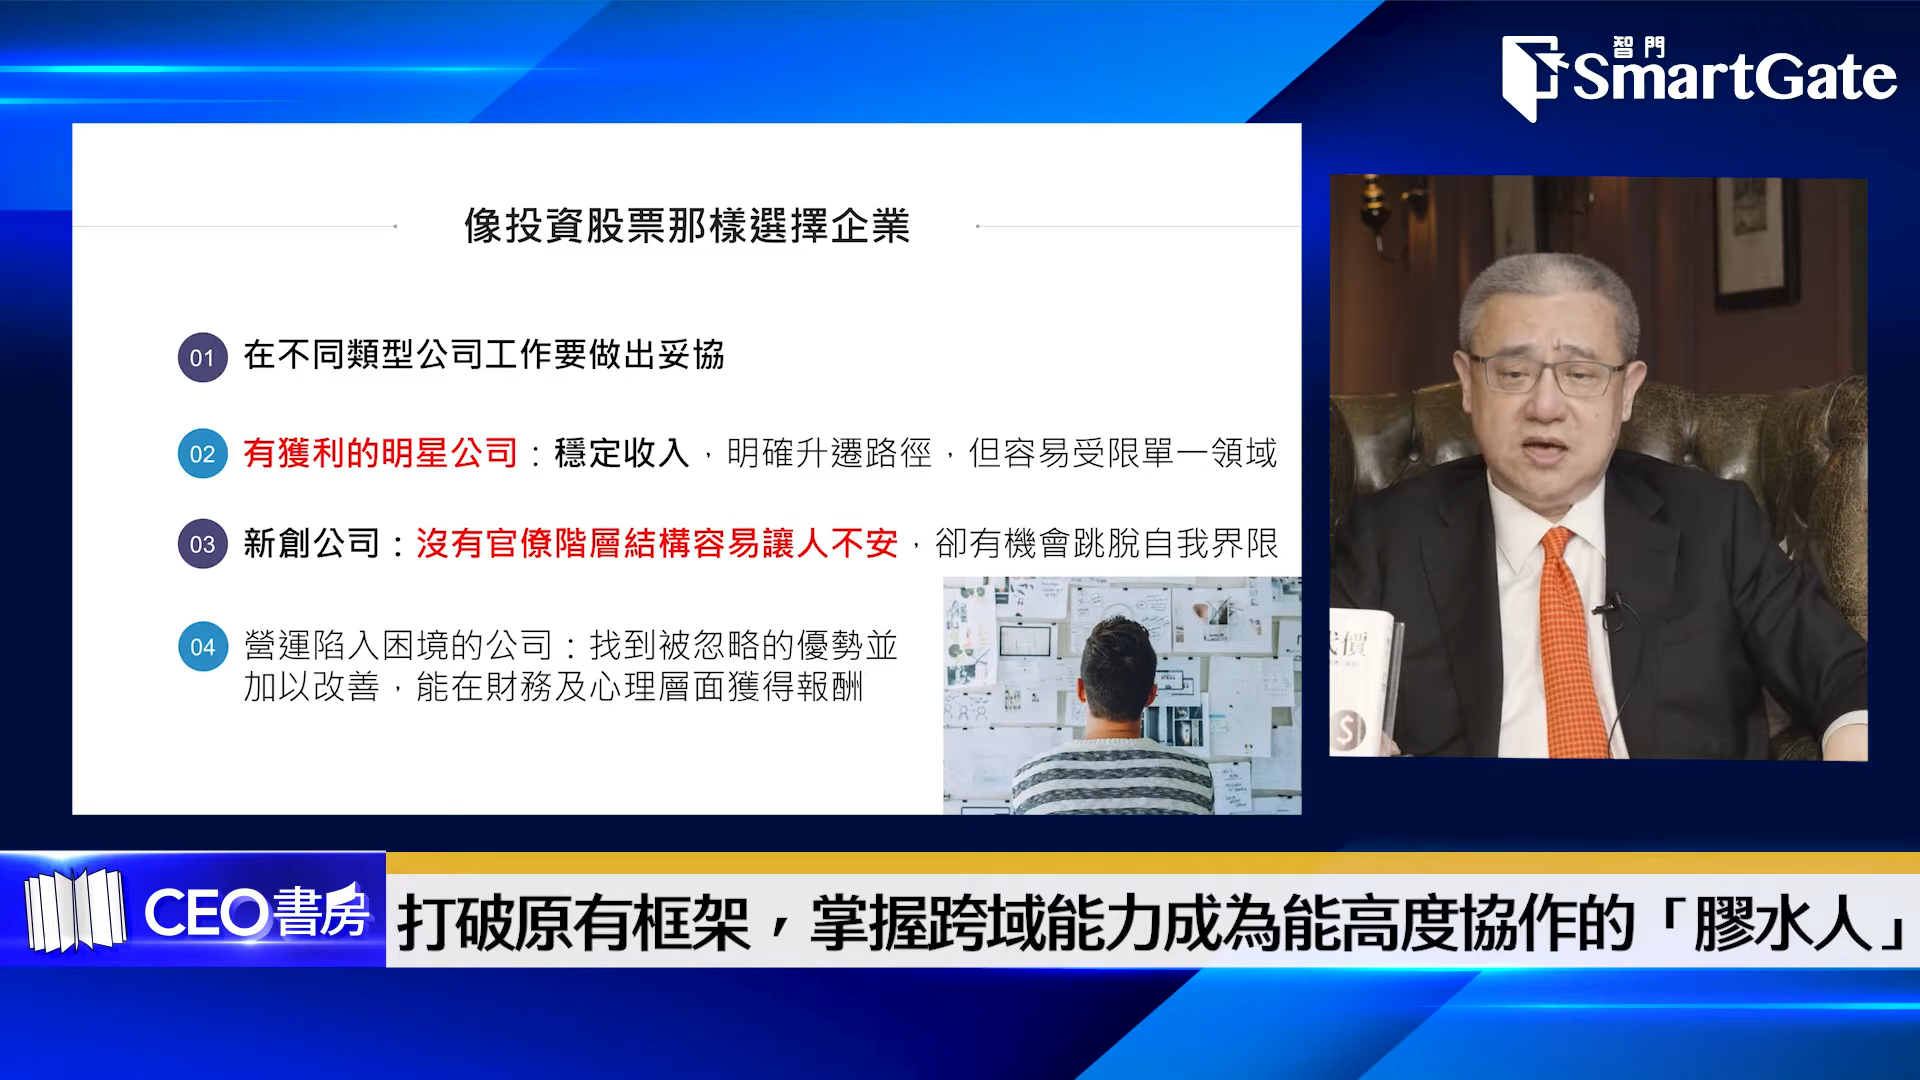 智門
SmartGate
像投資股票那樣選擇企業
01 在不同類型公司工作要做出妥協
02 有獲利的明星公司：穩定收入，明確升遷路徑，但容易受限單一領域
03 新創公司：沒有官僚階層結構容易讓人不安，卻有機會跳脫自我界限
04 營運陷入困境的公司：找到被忽略的優勢並
加以改善，能在財務及心理層面獲得報酬
價
$
CEO書房
打破原有框架，掌握跨域能力成為能高度協作的「膠水人」